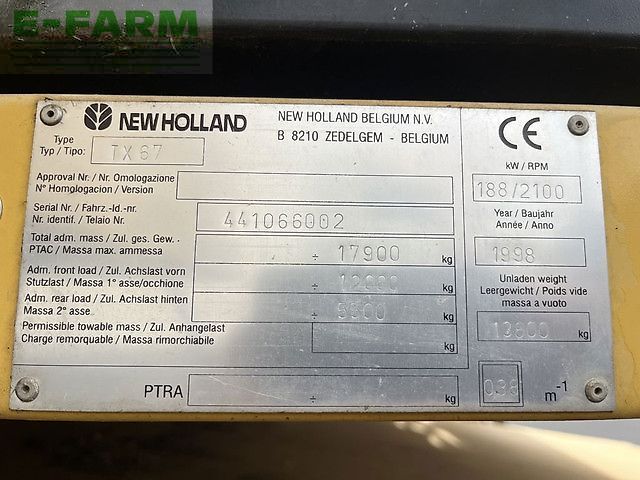 E-FARM
NEW HOLLAND
NEW HOLLAND BELGIUM N.V.
B 8210 ZEDELGEM - BELGIUM
CE
Type
Typ / Tipo:
TX 67
kW / RPM
188/2100
Approval Nr. / Nr. Omologazione
N° Homologacion / Version
Serial Nr / Fahrz.-Id.-nr.
Nr. identif. / Telaio Nr.
441066002
Year / Baujahr
Année / Anno
1998
Total adm. mass / Zul. ges. Gew.
PTAC / Massa max. ammessa
÷ 17900 kg
Adm. front load / Zul. Achslast vorn
Stutzlast / Massa 1° asse/occhione
÷ kg
Unladen weight
Leergewicht / Poids vide
massa a vuoto
13600 kg
Adm. rear load / Zul. Achslast hinten
Massa 2° asse.
÷ kg
Permissible towable mass / Zul. Anhangelast
Charge remorquable / Massa rimorchiabile
kg
PTRA
÷ kg
m-1